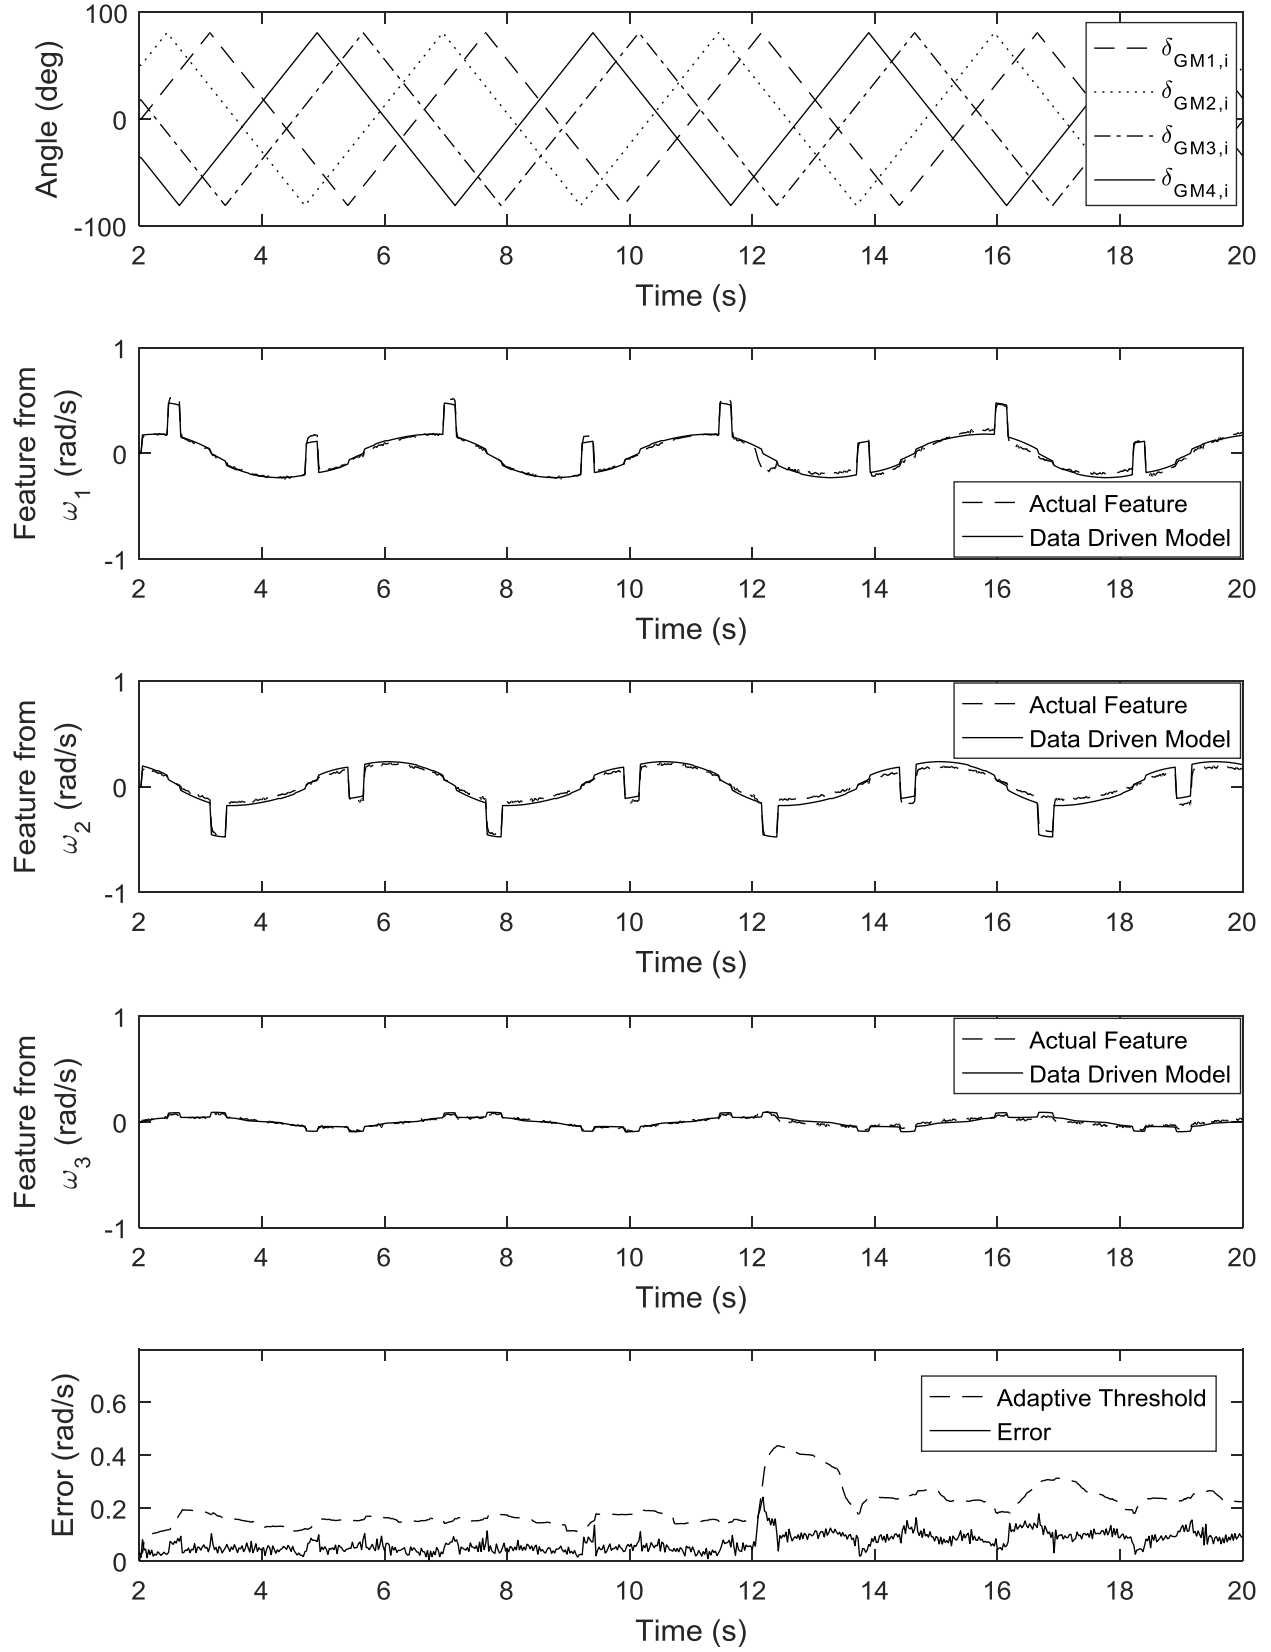 100
0
-100
Angle (deg)
δGM1,i
δGM2,i
δGM3,i
δGM4,i
2 4 6 8 10 12 14 16 18 20
Time (s)
1
0
-1
Feature from
ω1 (rad/s)
Actual Feature
Data Driven Model
2 4 6 8 10 12 14 16 18 20
Time (s)
1
0
-1
Feature from
ω2 (rad/s)
Actual Feature
Data Driven Model
2 4 6 8 10 12 14 16 18 20
Time (s)
1
0
-1
Feature from
ω3 (rad/s)
Actual Feature
Data Driven Model
2 4 6 8 10 12 14 16 18 20
Time (s)
0.6
0.4
0.2
0
Error (rad/s)
Adaptive Threshold
Error
2 4 6 8 10 12 14 16 18 20
Time (s)